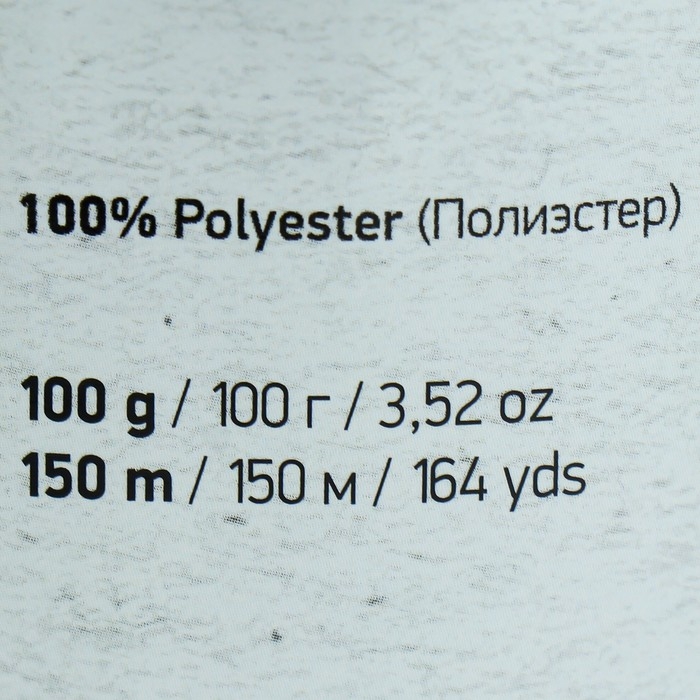 100% Polyester (Полиэстер)
100 g / 100 г / 3,52 oz
150 m / 150 м / 164 yds